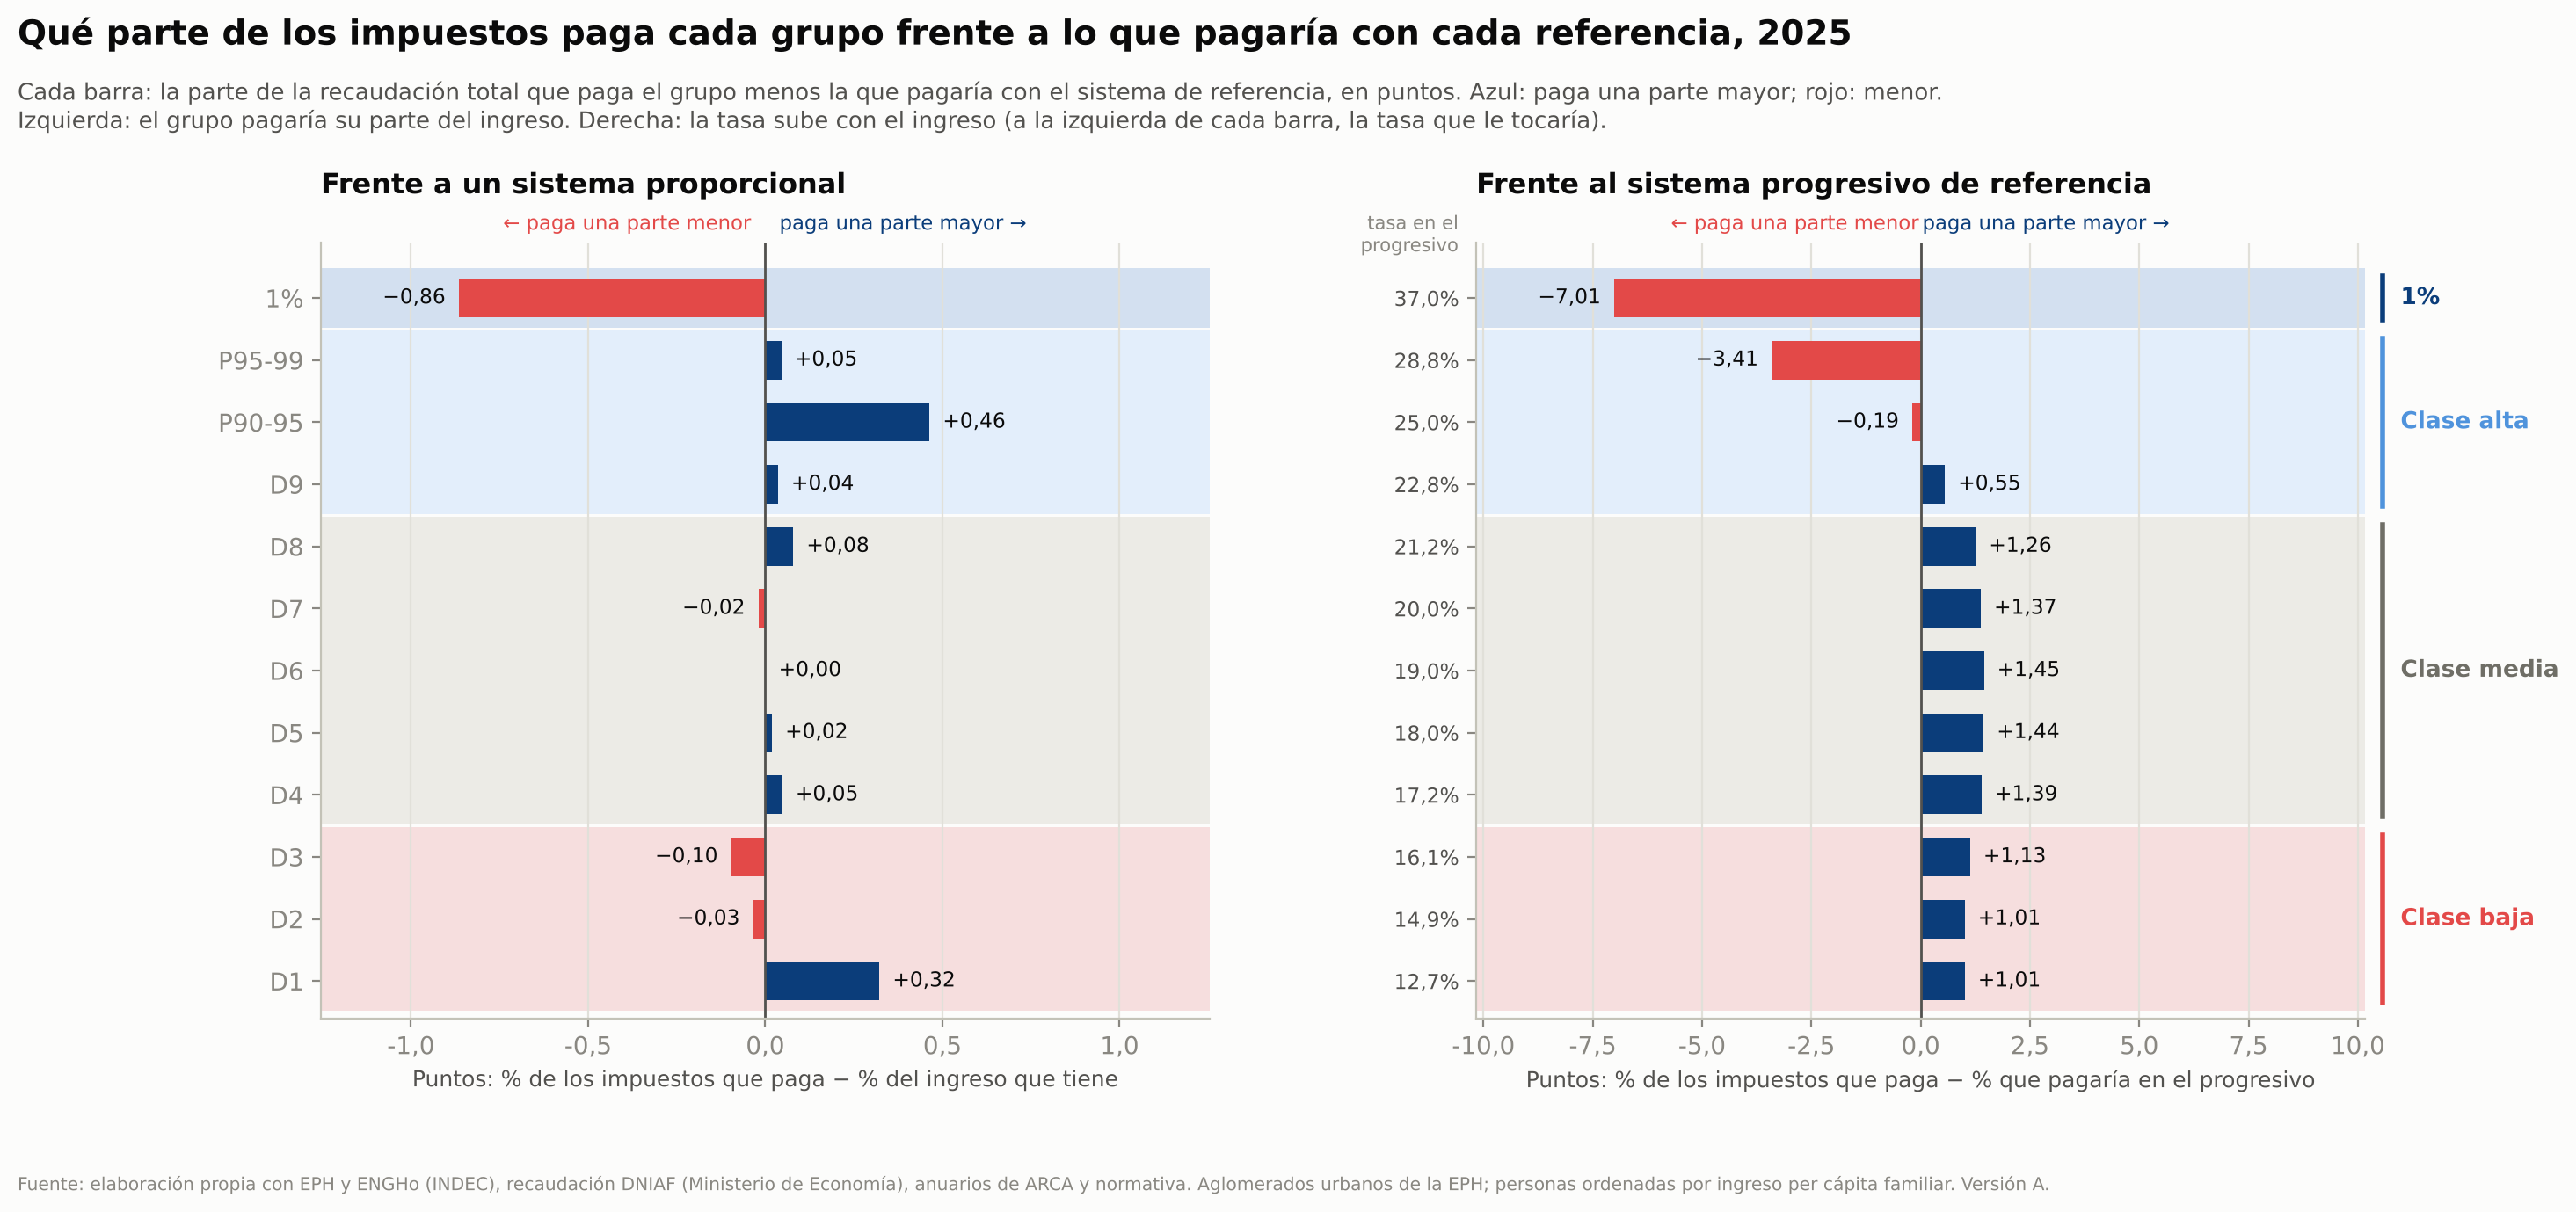 Qué parte de los impuestos paga cada grupo frente a lo que pagaría con cada referencia, 2025
Cada barra: la parte de la recaudación total que paga el grupo menos la que pagaría con el sistema de referencia, en puntos. Azul: paga una parte mayor; rojo: menor.
Izquierda: el grupo pagaría su parte del ingreso. Derecha: la tasa sube con el ingreso (a la izquierda de cada barra, la tasa que le tocaría).
Frente a un sistema proporcional
← paga una parte menor paga una parte mayor →
1% −0,86
P95-99 +0,05
P90-95 +0,46
D9 +0,04
D8 +0,08
D7 −0,02
D6 +0,00
D5 +0,02
D4 +0,05
D3 −0,10
D2 −0,03
D1 +0,32
-1,0 -0,5 0,0 0,5 1,0
Puntos: % de los impuestos que paga − % del ingreso que tiene
Frente al sistema progresivo de referencia
tasa en el
progresivo
← paga una parte menor paga una parte mayor →
37,0% −7,01 1%
28,8% −3,41
25,0% −0,19 Clase alta
22,8% +0,55
21,2% +1,26
20,0% +1,37
19,0% +1,45 Clase media
18,0% +1,44
17,2% +1,39
16,1% +1,13
14,9% +1,01 Clase baja
12,7% +1,01
-10,0 -7,5 -5,0 -2,5 0,0 2,5 5,0 7,5 10,0
Puntos: % de los impuestos que paga − % que pagaría en el progresivo
Fuente: elaboración propia con EPH y ENGHo (INDEC), recaudación DNIAF (Ministerio de Economía), anuarios de ARCA y normativa. Aglomerados urbanos de la EPH; personas ordenadas por ingreso per cápita familiar. Versión A.